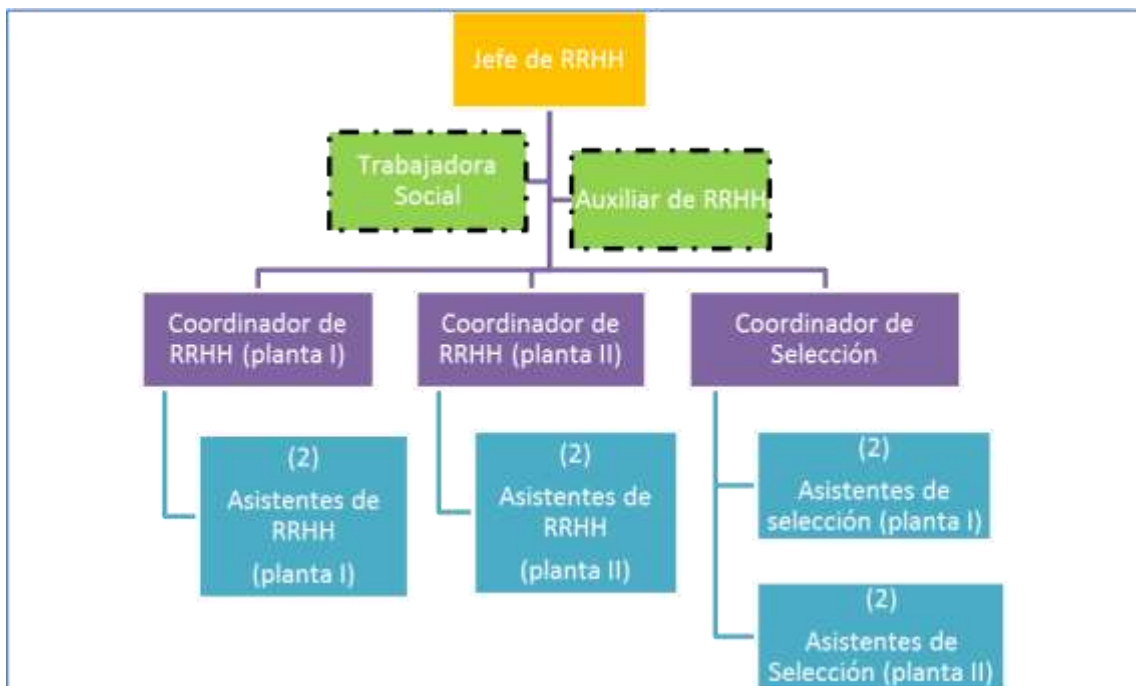 Jefe de RRHH
Trabajadora
Social
Auxiliar de RRHH
Coordinador de
RRHH (planta I)
Coordinador de
RRHH (planta II)
Coordinador de
Selección
(2)
Asistentes de
RRHH
(planta I)
(2)
Asistentes de
RRHH
(planta II)
(2)
Asistentes de
selección (planta I)
(2)
Asistentes de
Selección (planta II)